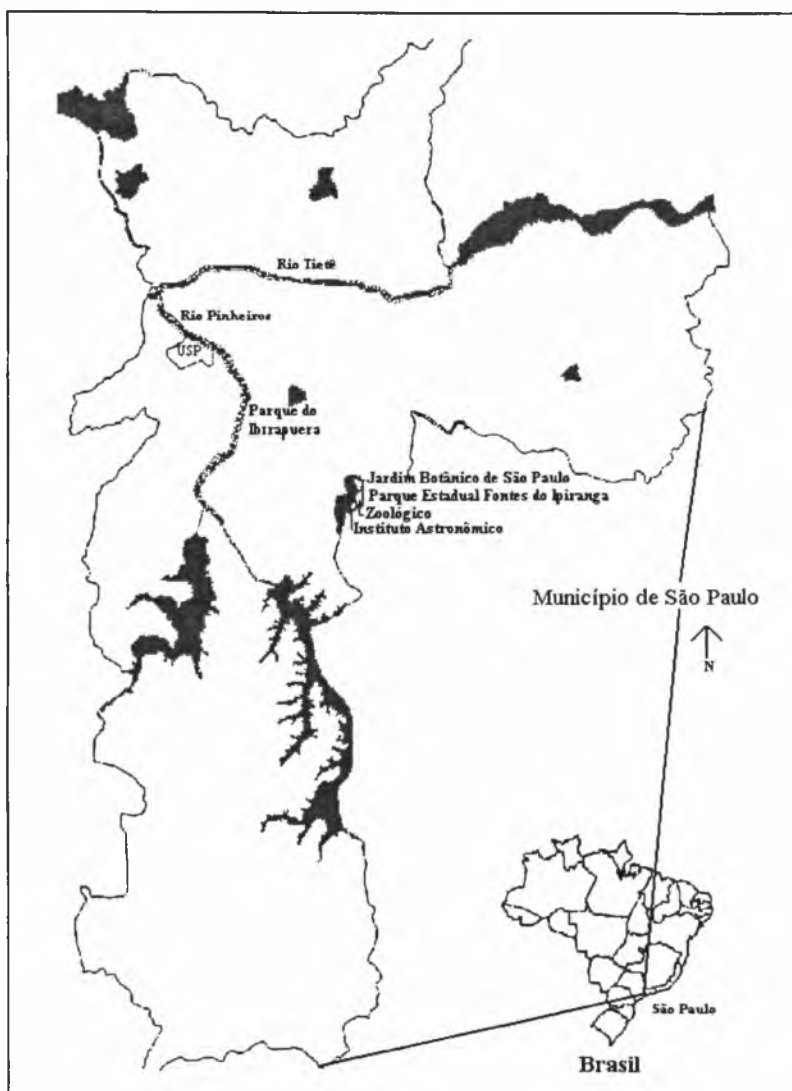 Rio Tietê
Rio Pinheiros
USP
Parque do
Ibirapuera
Jardim Botânico de São Paulo
Parque Estadual Fontes do Ipiranga
Zoológico
Instituto Astronômico
Município de São Paulo
N
São Paulo
Brasil